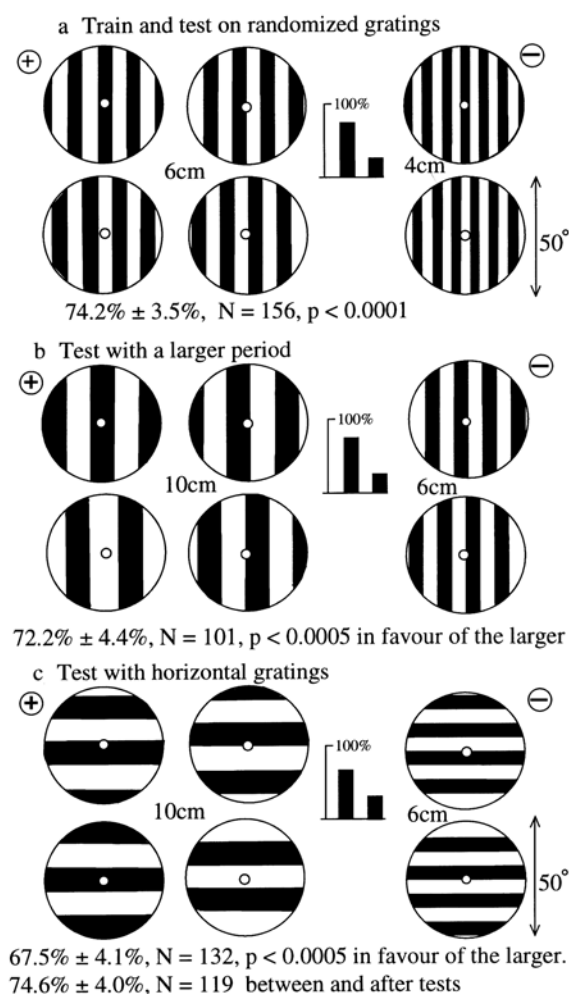 a Train and test on randomized gratings
+ −
100%
6cm 4cm
50°
74.2% ± 3.5%, N = 156, p < 0.0001
b Test with a larger period
+ −
100%
10cm 6cm
72.2% ± 4.4%, N = 101, p < 0.0005 in favour of the larger
c Test with horizontal gratings
+ −
100%
10cm 6cm
50°
67.5% ± 4.1%, N = 132, p < 0.0005 in favour of the larger.
74.6% ± 4.0%, N = 119 between and after tests